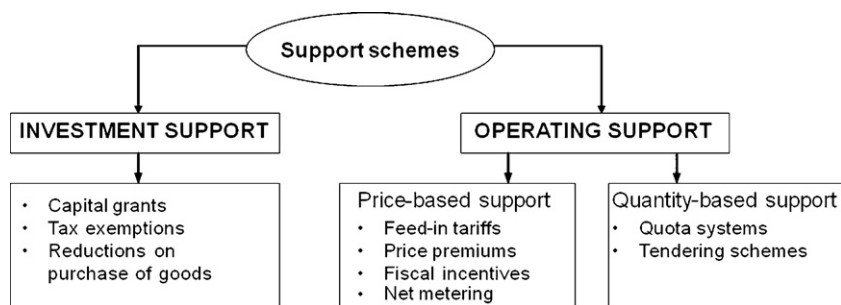 Support schemes
INVESTMENT SUPPORT
OPERATING SUPPORT
• Capital grants
• Tax exemptions
• Reductions on
purchase of goods
Price-based support
• Feed-in tariffs
• Price premiums
• Fiscal incentives
• Net metering
Quantity-based support
• Quota systems
• Tendering schemes